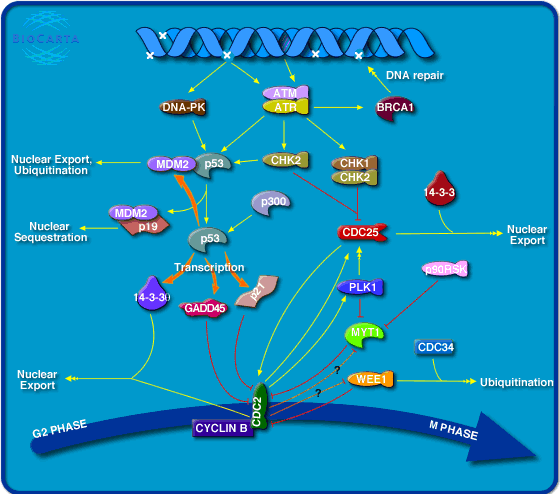 BIOCARTA
DNA repair
ATM
ATR
DNA-PK
BRCA1
Nuclear Export,
Ubiquitination
MDM2
p53
CHK2
CHK1
CHK2
14-3-3
MDM2
p19
p300
Nuclear
Sequestration
p53
CDC25
Nuclear
Export
Transcription
p90RSK
14-3-3σ
GADD45
p21
PLK1
MYT1
CDC34
Nuclear
Export
?
WEE1
Ubiquitination
?
CDC2
CYCLIN B
G2 PHASE
M PHASE